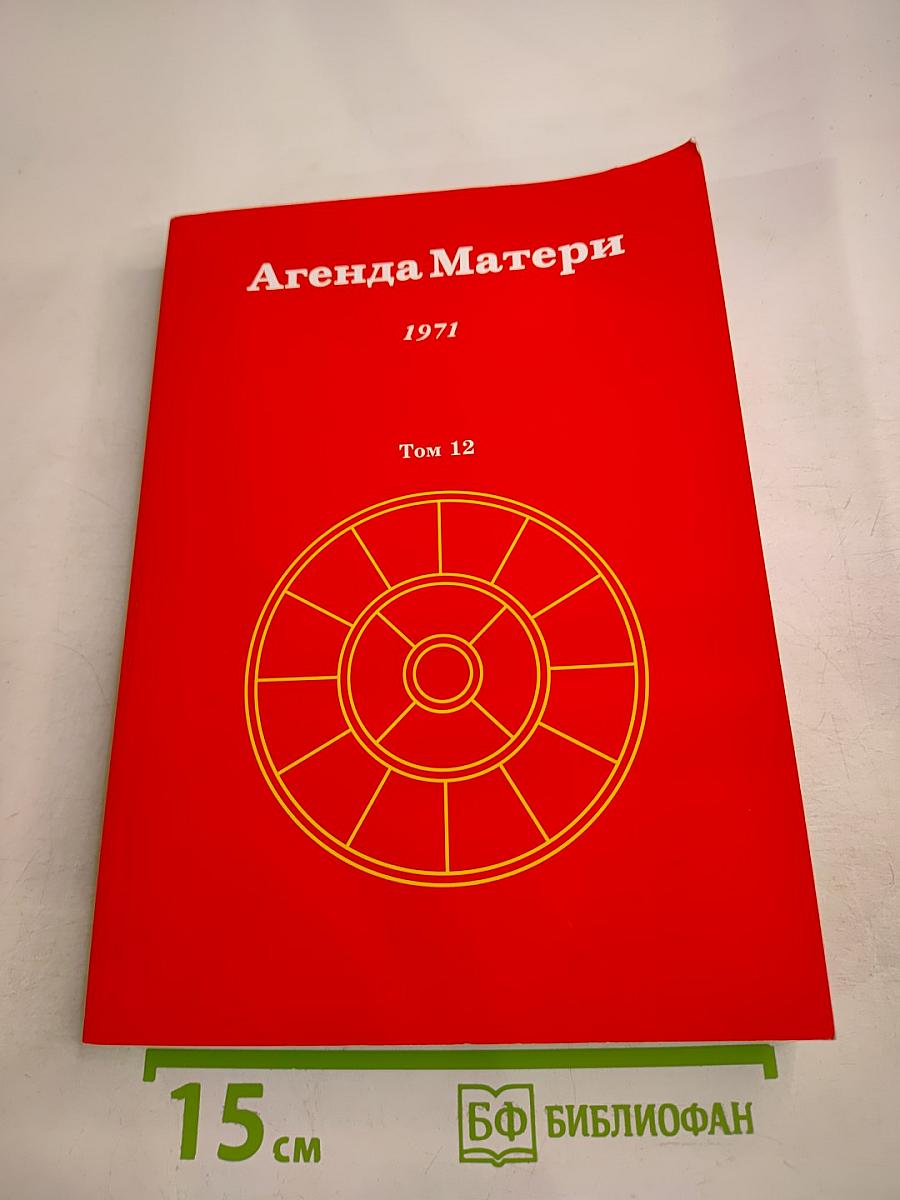 Агенда Матери
1971
Том 12
15 см
БФ БИБЛИОФАН